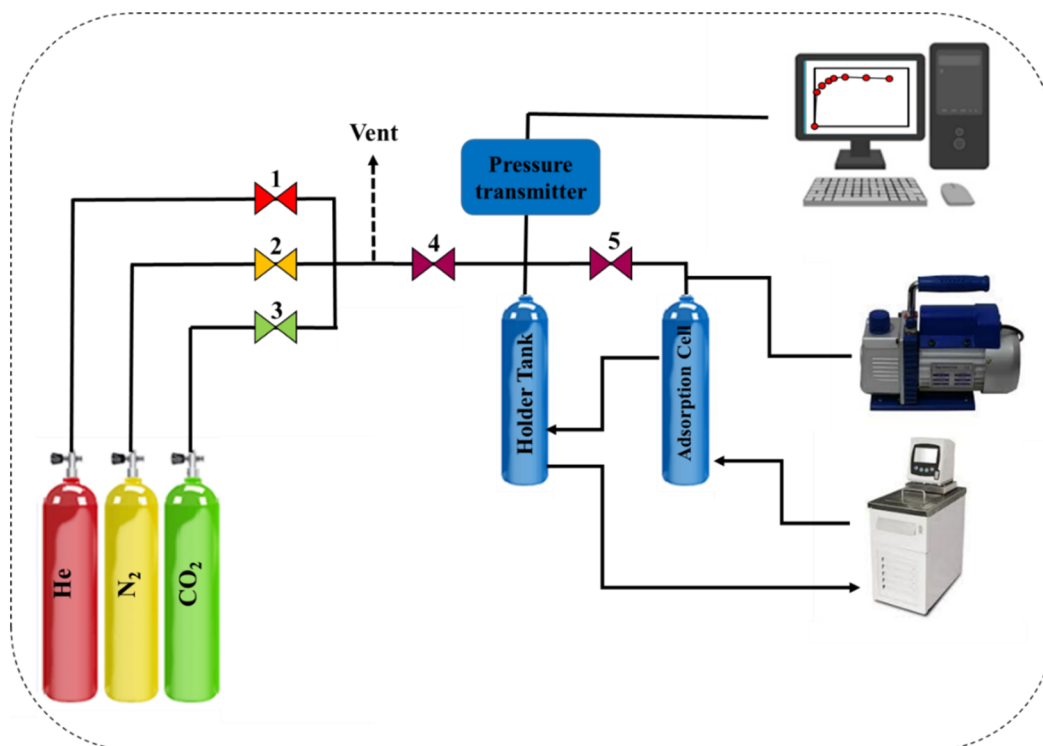 Vent
Pressure
transmitter
1
2
4
5
3
Holder Tank
Adsorption Cell
He
N₂
CO₂